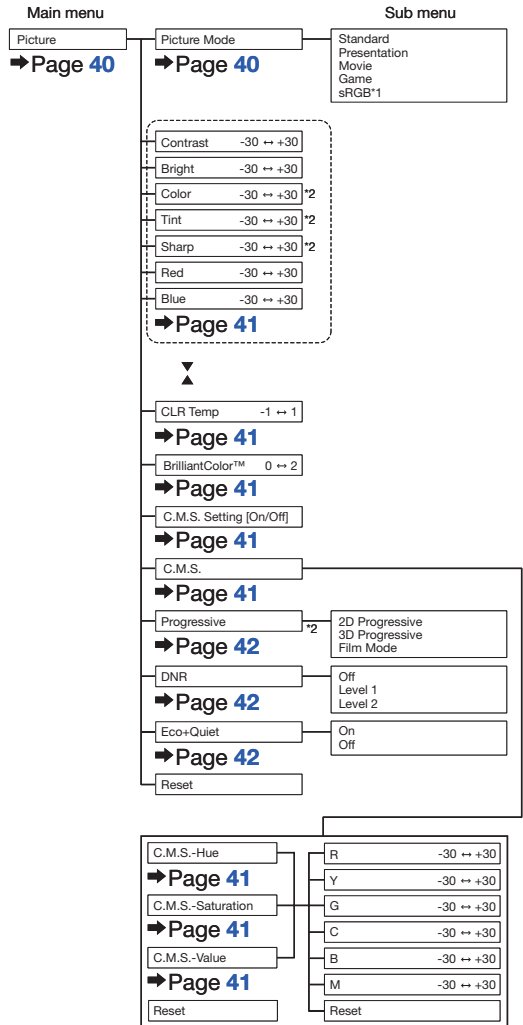 Main menu
Sub menu
Picture
➡Page 40
Picture Mode
➡Page 40
Standard
Presentation
Movie
Game
sRGB*1
Contrast -30 ↔ +30
Bright -30 ↔ +30
Color -30 ↔ +30 *2
Tint -30 ↔ +30 *2
Sharp -30 ↔ +30 *2
Red -30 ↔ +30
Blue -30 ↔ +30
➡Page 41
CLR Temp -1 ↔ 1
➡Page 41
BrilliantColor™ 0 ↔ 2
➡Page 41
C.M.S. Setting [On/Off]
➡Page 41
C.M.S.
➡Page 41
Progressive *2
➡Page 42
2D Progressive
3D Progressive
Film Mode
DNR
➡Page 42
Off
Level 1
Level 2
Eco+Quiet
➡Page 42
On
Off
Reset
C.M.S.-Hue
➡Page 41
C.M.S.-Saturation
➡Page 41
C.M.S.-Value
➡Page 41
Reset
R -30 ↔ +30
Y -30 ↔ +30
G -30 ↔ +30
C -30 ↔ +30
B -30 ↔ +30
M -30 ↔ +30
Reset